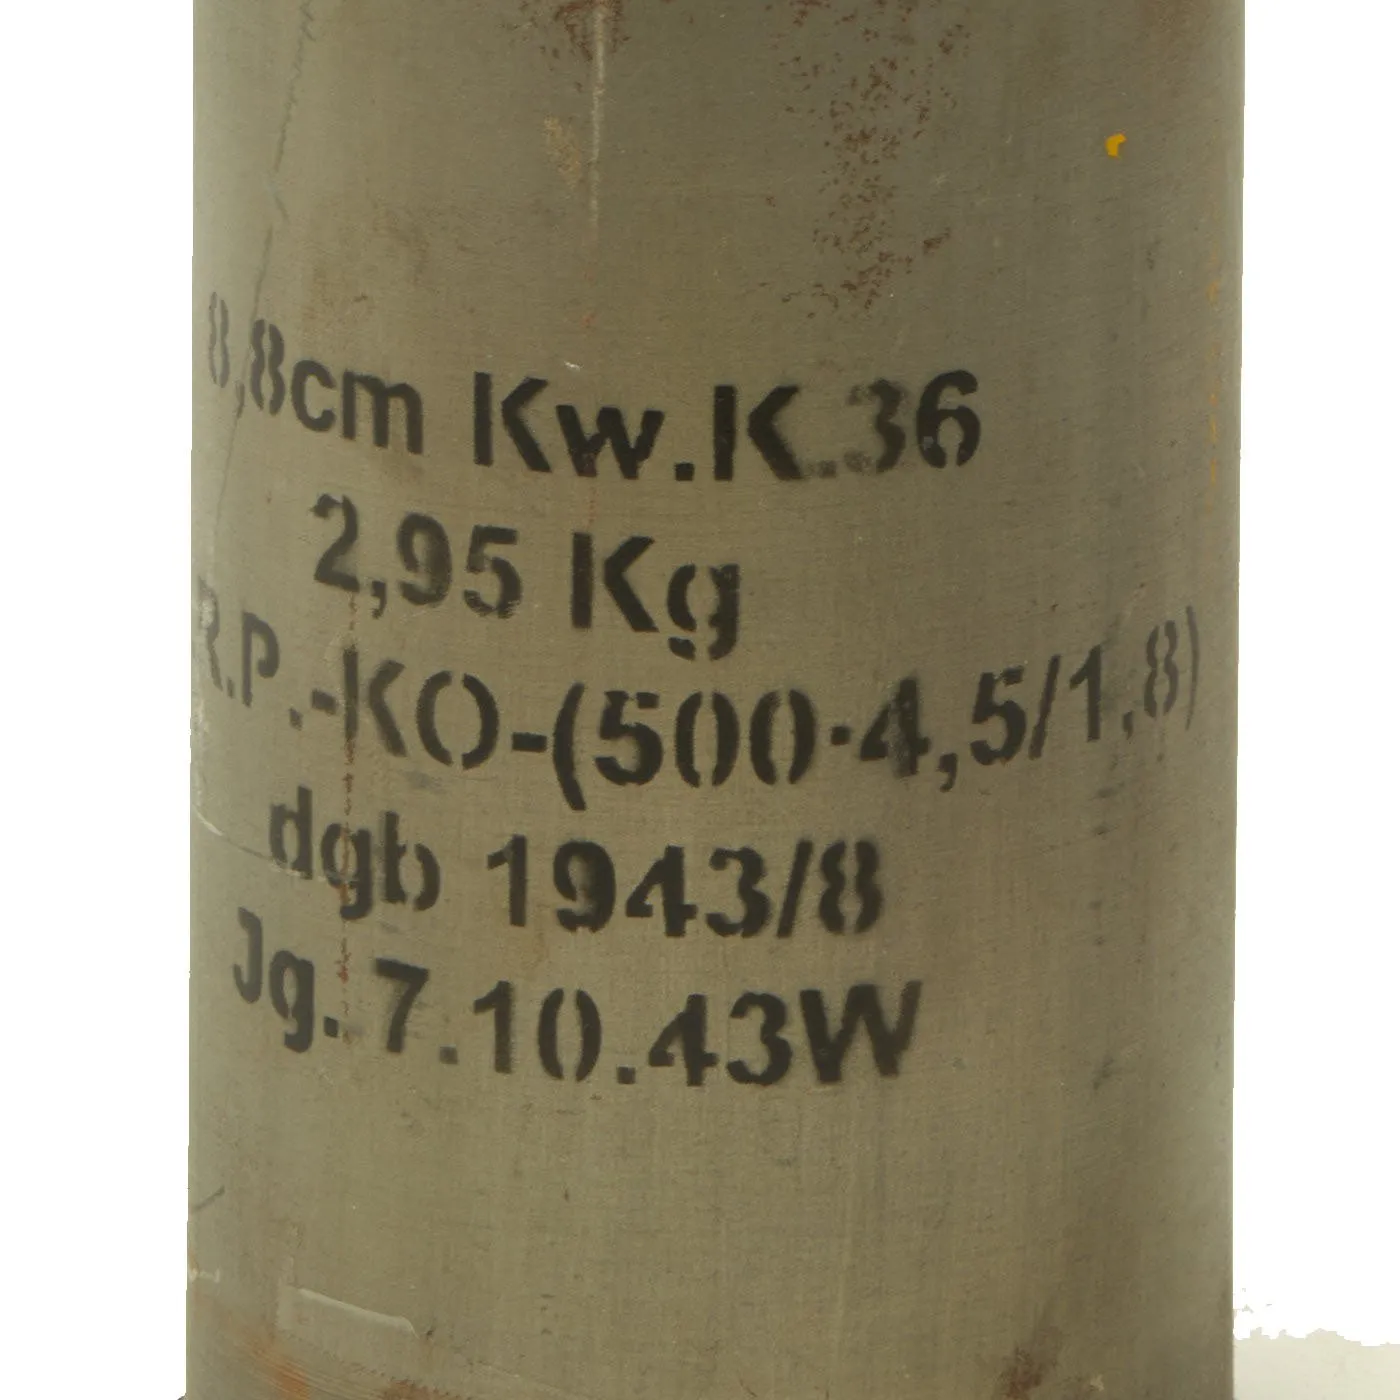 8,8cm Kw.K.36
2,95 Kg
R.P.-KO-(500·4,5/1,8)
dgb 1943/8
Jg. 7.10.43W